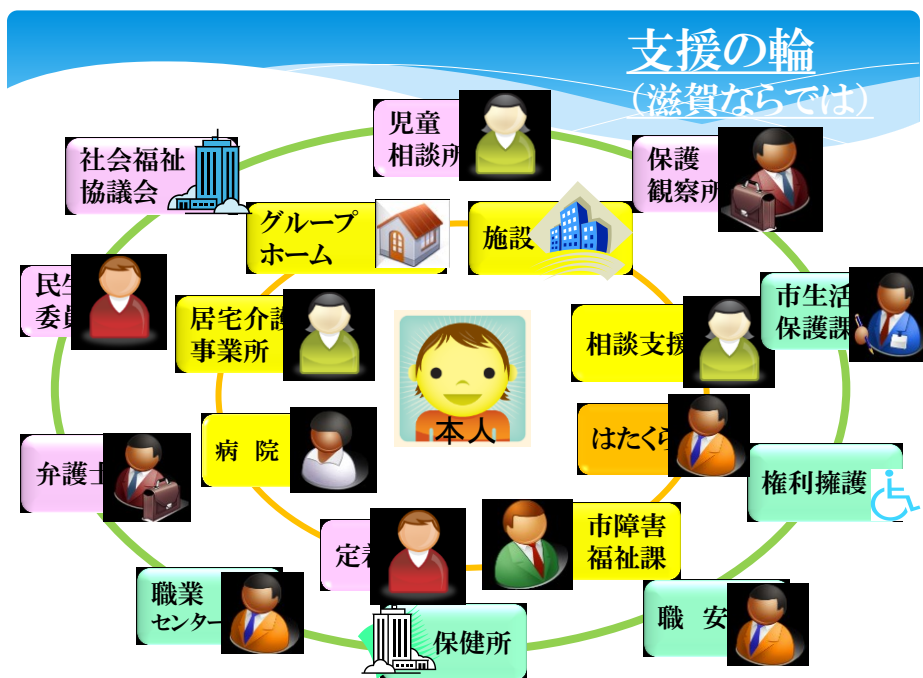 支援の輪
(滋賀ならでは)
児童
相談所
社会福祉
協議会
保護
観察所
グループ
ホーム
施設
民生
委員
居宅介護
事業所
市生活
保護課
相談支援
本人
病 院
はたくら
弁護士
権利擁護
定着
市障害
福祉課
職業
センター
保健所
職 安